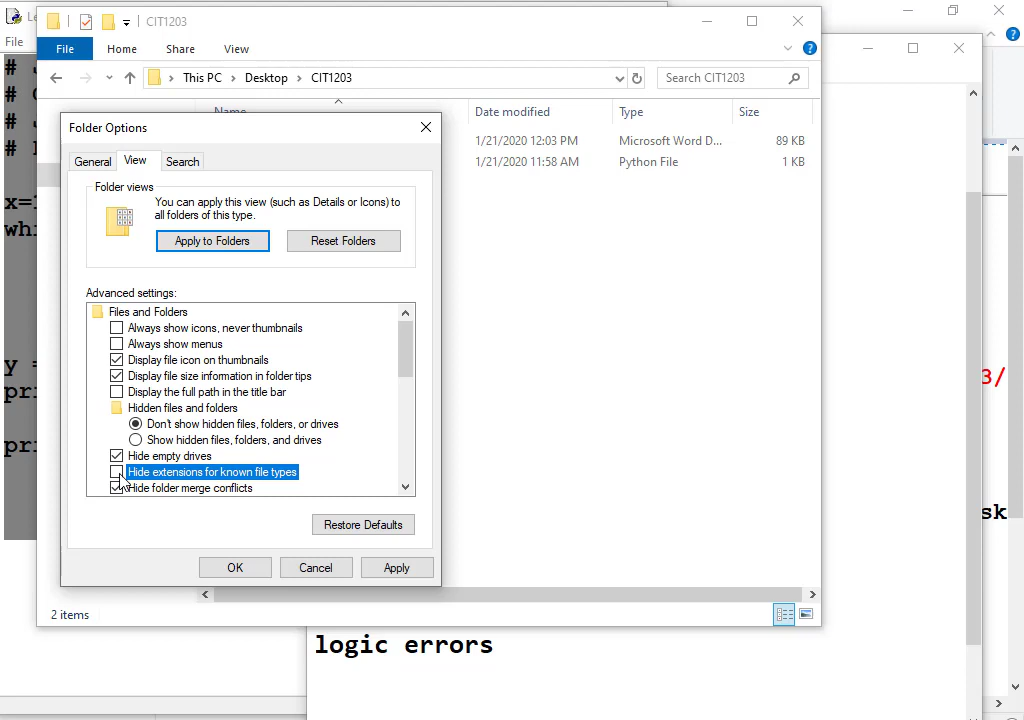 CIT1203
File
File
Home
Share
View
This PC
Desktop
CIT1203
Search CIT1203
Name
Date modified
Type
Size
1/21/2020 12:03 PM
Microsoft Word D...
89 KB
1/21/2020 11:58 AM
Python File
1 KB
Folder Options
General
View
Search
Folder views
You can apply this view (such as Details or Icons) to
all folders of this type.
Apply to Folders
Reset Folders
Advanced settings:
Files and Folders
Always show icons, never thumbnails
Always show menus
Display file icon on thumbnails
Display file size information in folder tips
Display the full path in the title bar
Hidden files and folders
Don't show hidden files, folders, or drives
Show hidden files, folders, and drives
Hide empty drives
Hide extensions for known file types
Hide folder merge conflicts
Restore Defaults
OK
Cancel
Apply
2 items
whi
y =
pri
pri
3/
sk
logic errors